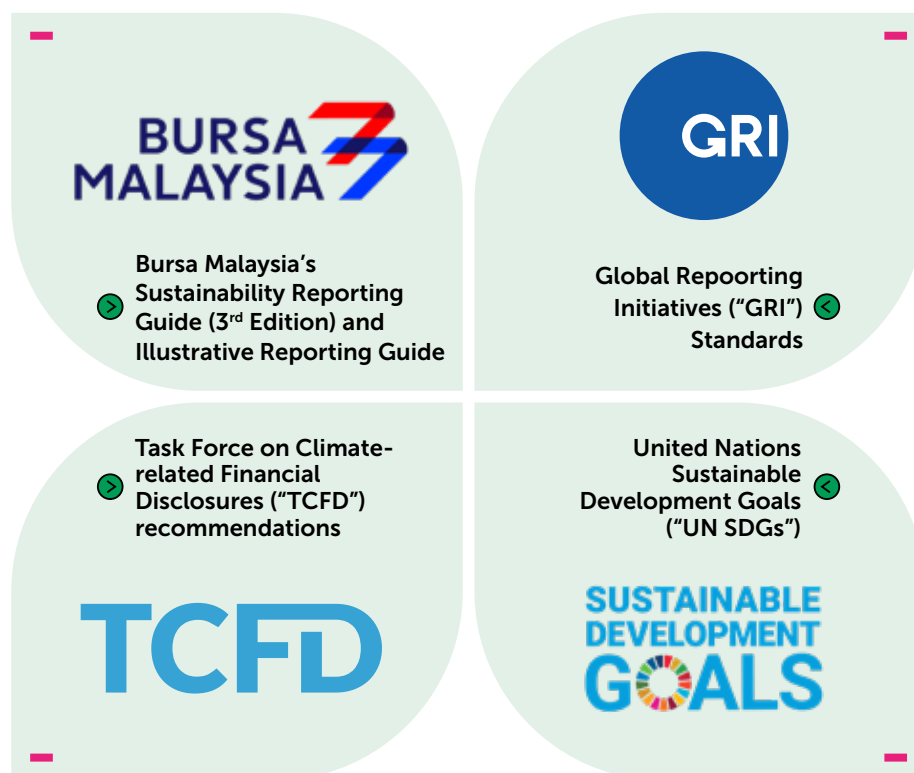 BURSA
MALAYSIA
Bursa Malaysia’s
Sustainability Reporting
Guide (3rd Edition) and
Illustrative Reporting Guide
GRI
Global Repoorting
Initiatives (“GRI”)
Standards
Task Force on Climate-
related Financial
Disclosures (“TCFD”)
recommendations
TCFD
United Nations
Sustainable
Development Goals
(“UN SDGs”)
SUSTAINABLE
DEVELOPMENT
GOALS